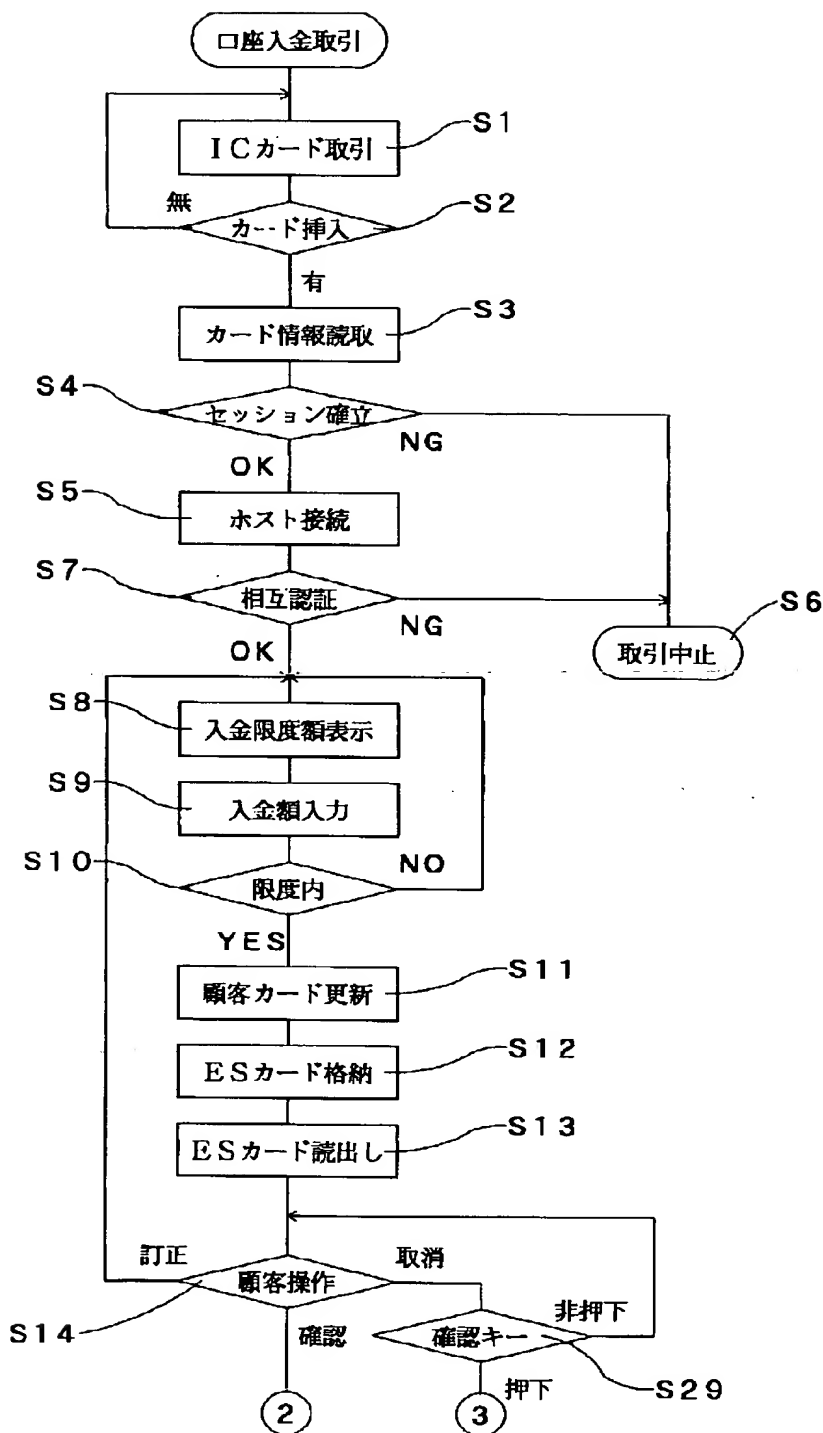 口座入金取引
S1
ICカード取引
無
S2
カード挿入
有
S3
カード情報読取
S4
セッション確立
NG
OK
S5
ホスト接続
S7
相互認証
NG
S6
OK
取引中止
S8
入金限度額表示
S9
入金額入力
S10
NO
限度内
YES
S11
顧客カード更新
S12
ESカード格納
S13
ESカード読出し
訂正
取消
顧客操作
非押下
S14
確認
確認キー
押下
S29
2
3